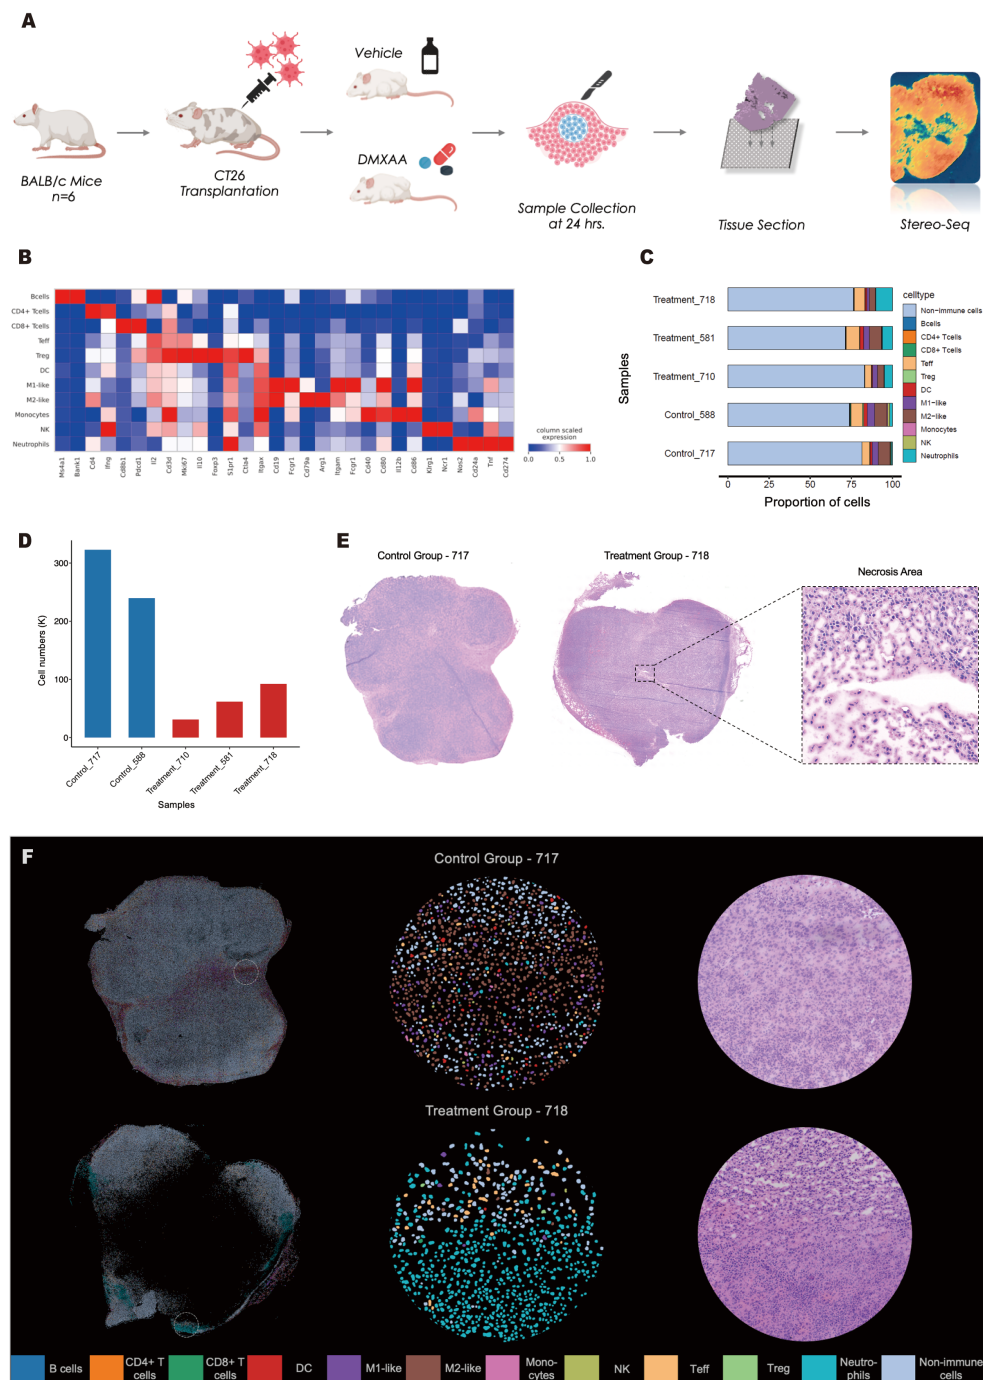 A
BALB/c Mice
n=6
CT26
Transplantation
Vehicle
DMXAA
Sample Collection
at 24 hrs.
Tissue Section
Stereo-Seq
B
Bcells
CD4+ Tcells
CD8+ Tcells
Teff
Treg
DC
M1-like
M2-like
Monocytes
NK
Neutrophils
Ms4a1
Bank1
Cd4
Ifng
Cd8b1
Pdcd1
Il2
Cd3d
Mki67
Il10
Foxp3
S1pr1
Ctla4
Itgax
Cd19
Fcgr1
Cd79a
Arg1
Itgam
Fcgr1
Cd40
Cd80
Il12b
Cd86
Klrg1
Ncr1
Nos2
Cd24a
Tnf
Cd274
column scaled
expression
0.0
1.0
C
Samples
Treatment_718
Treatment_581
Treatment_710
Control_588
Control_717
0
25
50
75
100
Proportion of cells
celltype
Non-immune cells
Bcells
CD4+ Tcells
CD8+ Tcells
Teff
Treg
DC
M1-like
M2-like
Monocytes
NK
Neutrophils
D
Cell numbers (K)
300
200
100
0
Control_717
Control_588
Treatment_710
Treatment_581
Treatment_718
Samples
E
Control Group - 717
Treatment Group - 718
Necrosis Area
F
Control Group - 717
Treatment Group - 718
B cells
CD4+ T
cells
CD8+ T
cells
DC
M1-like
M2-like
Mono-
cytes
NK
Teff
Treg
Neutro-
phils
Non-immune
cells